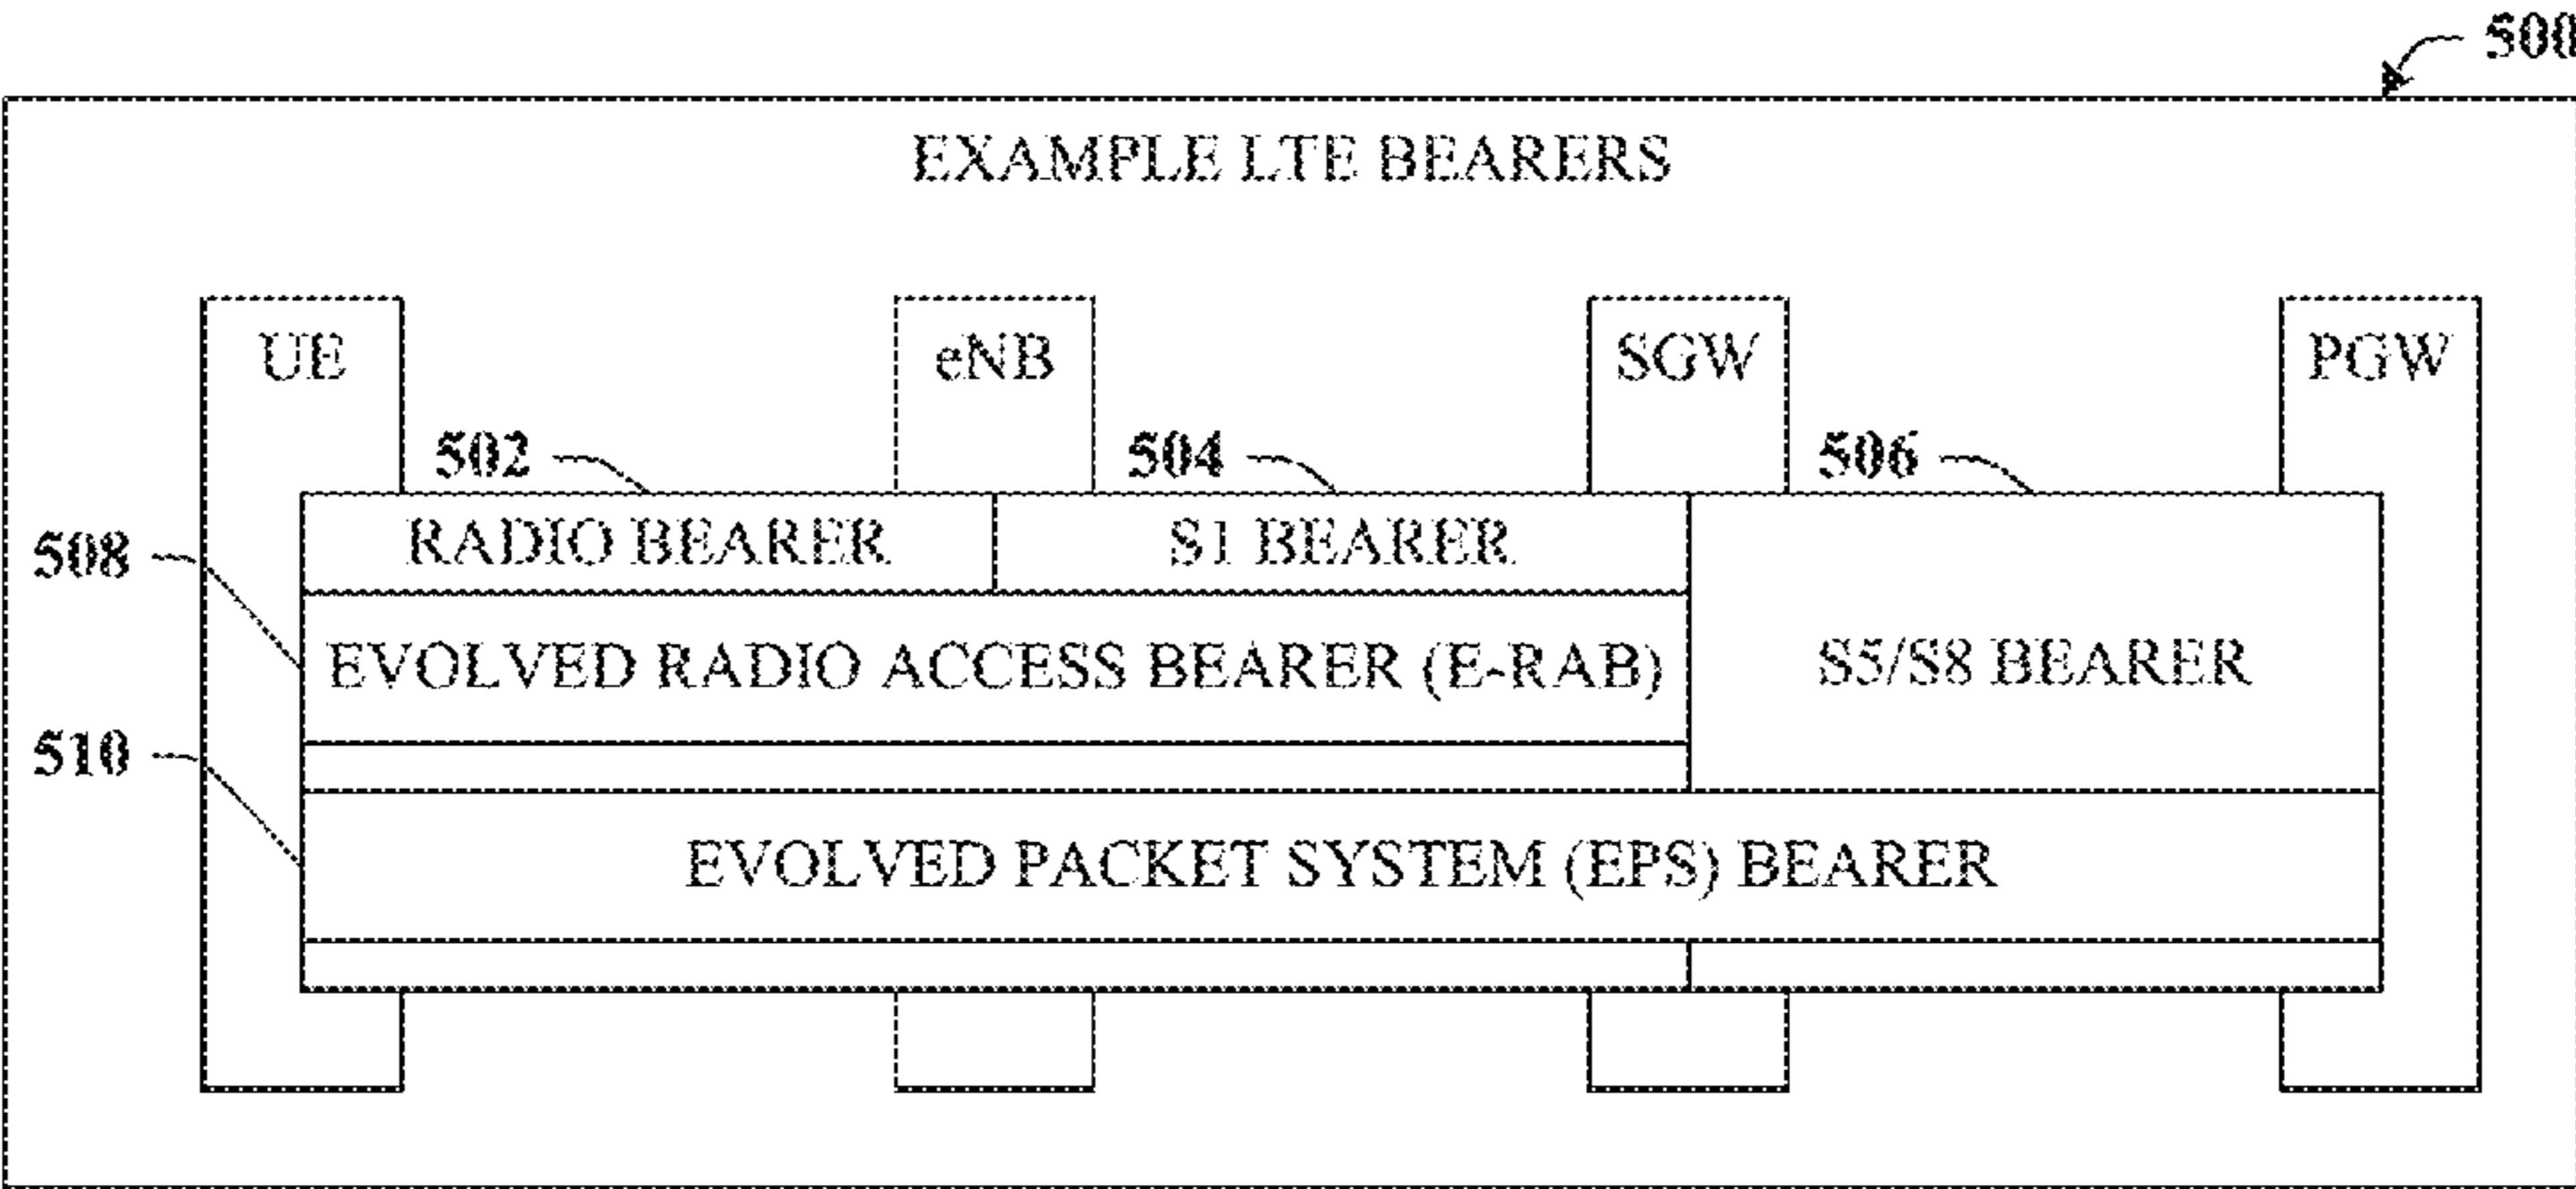 500
EXAMPLE LTE BEARERS
UE eNB SGW PGW
502 504 506
508 RADIO BEARER S1 BEARER
EVOLVED RADIO ACCESS BEARER (E-RAB) S5/S8 BEARER
510
EVOLVED PACKET SYSTEM (EPS) BEARER